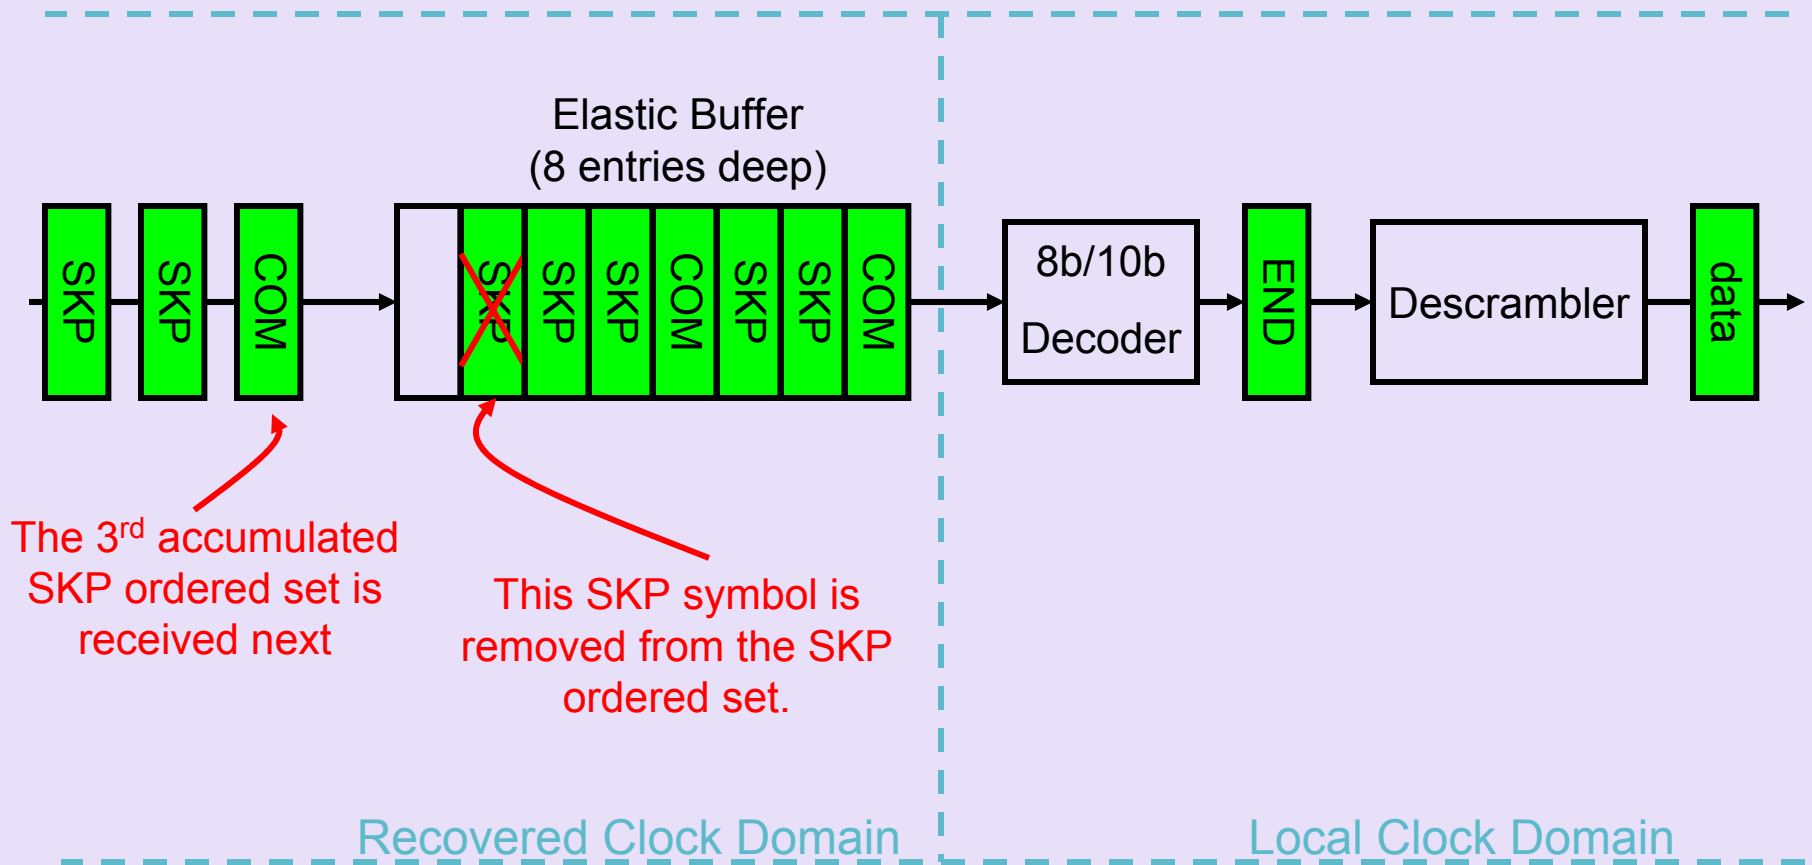 Elastic Buffer
(8 entries deep)
SKP
SKP
COM
SKP
SKP
SKP
COM
SKP
SKP
COM
8b/10b
Decoder
END
Descrambler
data
The 3rd accumulated
SKP ordered set is
received next
This SKP symbol is
removed from the SKP
ordered set.
Recovered Clock Domain
Local Clock Domain